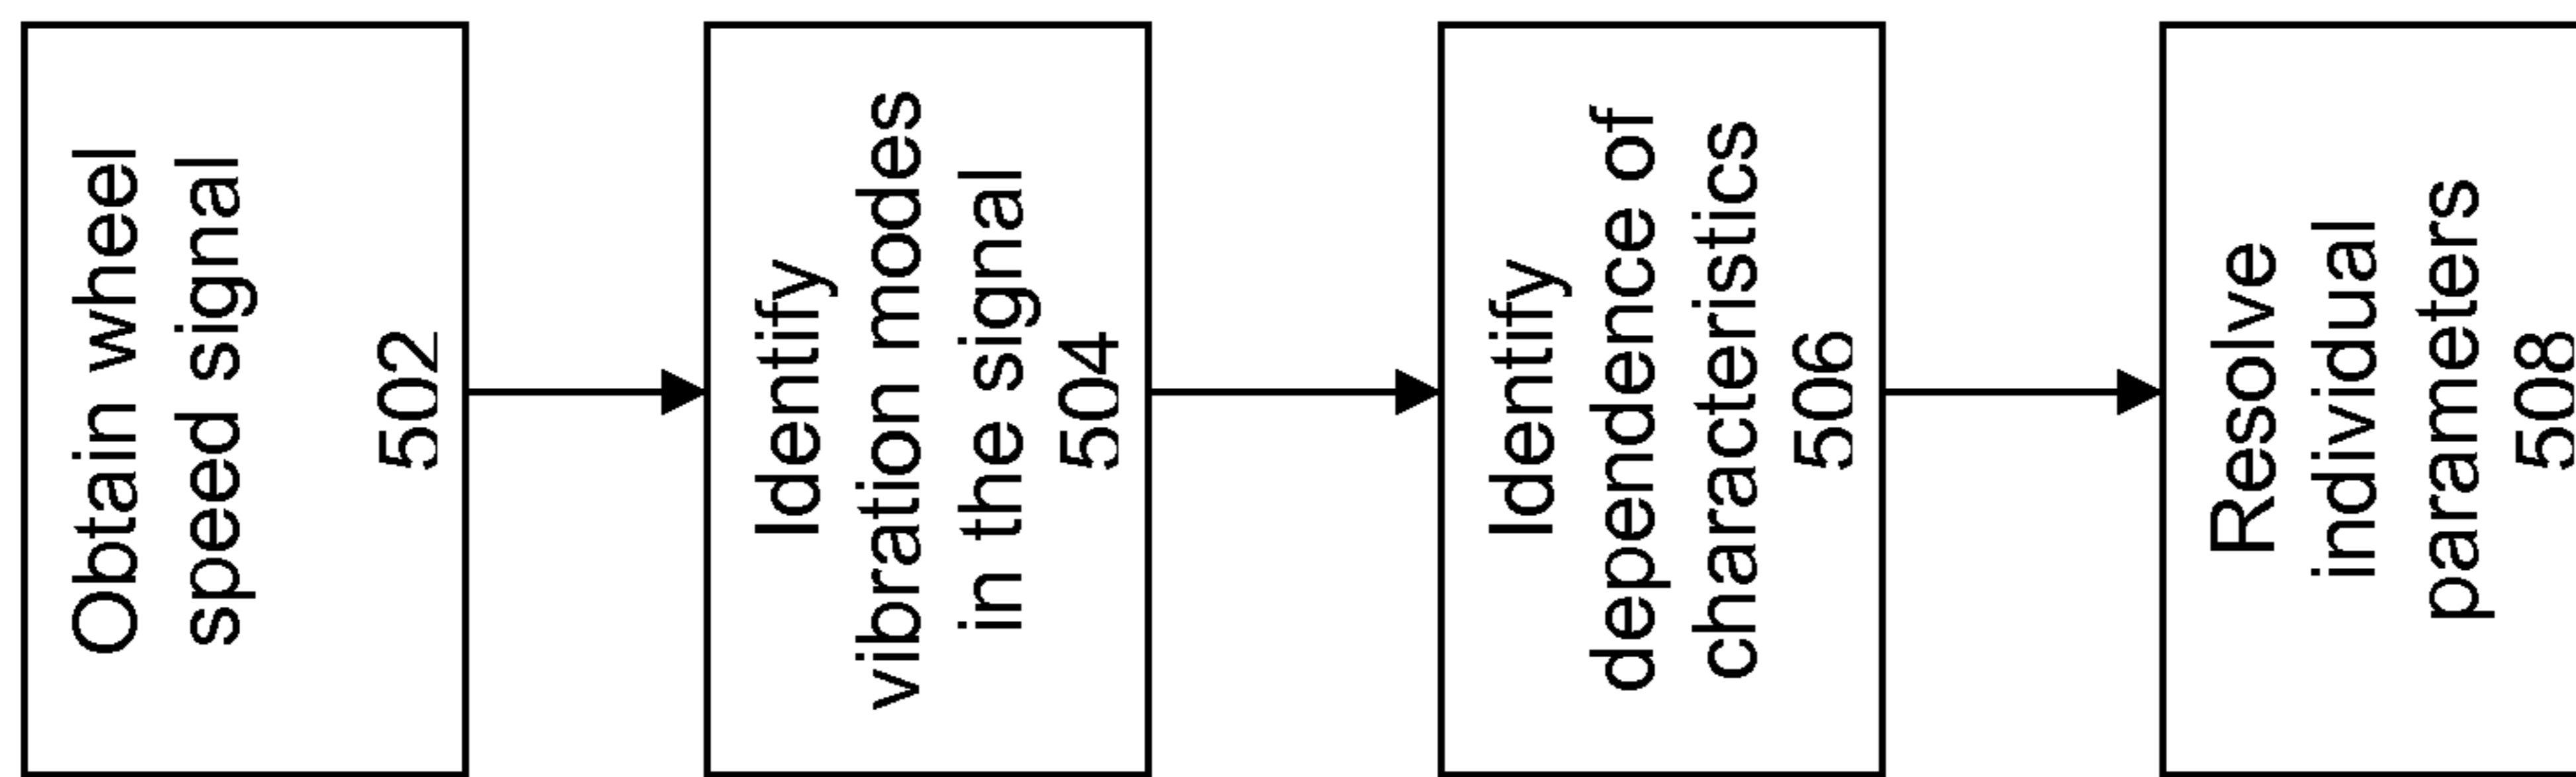 Obtain wheel
speed signal
502
Identify
vibration modes
in the signal
504
Identify
dependence of
characteristics
506
Resolve
individual
parameters
508